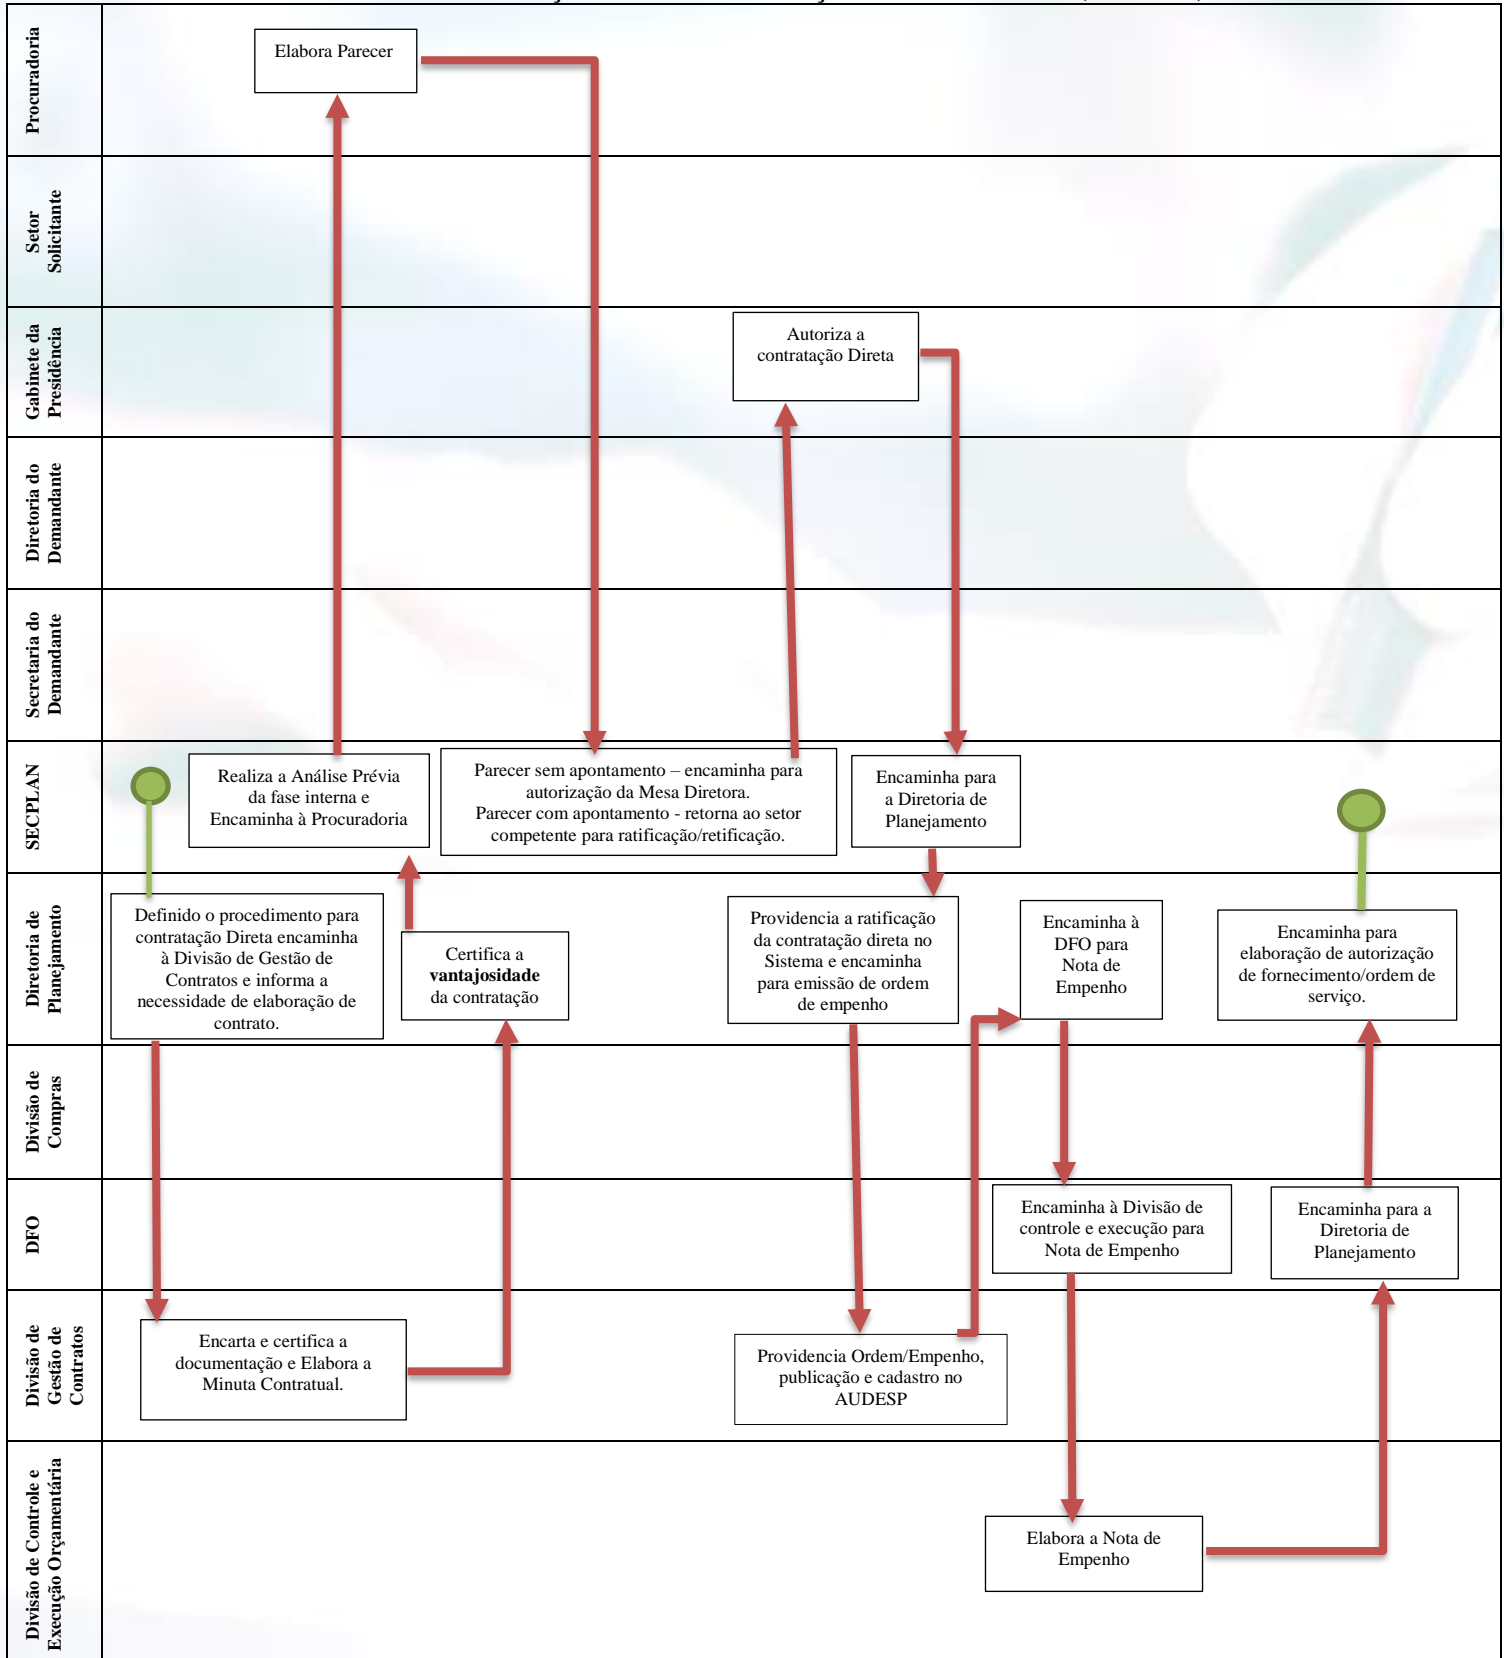 Procuradoria
Elabora Parecer
Setor
Solicitante
Gabinete da
Presidência
Autoriza a
contratação Direta
Diretoria do
Demandante
Secretaria do
Demandante
SECPLAN
Realiza a Análise Prévia
da fase interna e
Encaminha à Procuradoria
Parecer sem apontamento – encaminha para
autorização da Mesa Diretora.
Parecer com apontamento - retorna ao setor
competente para ratificação/retificação.
Encaminha para
a Diretoria de
Planejamento
Diretoria de
Planejamento
Definido o procedimento para
contratação Direta encaminha
à Divisão de Gestão de
Contratos e informa a
necessidade de elaboração de
contrato.
Certifica a
vantajosidade
da contratação
Providencia a ratificação
da contratação direta no
Sistema e encaminha
para emissão de ordem
de empenho
Encaminha à
DFO para
Nota de
Empenho
Encaminha para
elaboração de autorização
de fornecimento/ordem de
serviço.
Divisão de
Compras
DFO
Encaminha à Divisão de
controle e execução para
Nota de Empenho
Encaminha para a
Diretoria de
Planejamento
Divisão de
Gestão de
Contratos
Encarta e certifica a
documentação e Elabora a
Minuta Contratual.
Providencia Ordem/Empenho,
publicação e cadastro no
AUDESP
Divisão de Controle e
Execução Orçamentária
Elabora a Nota de
Empenho